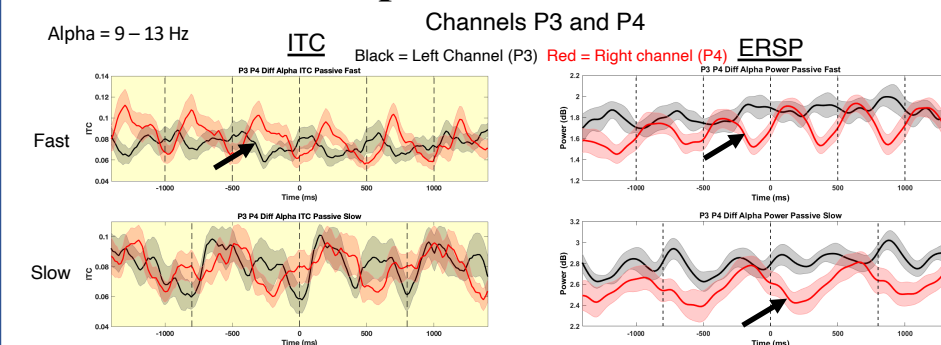 Channels P3 and P4
Alpha = 9 – 13 Hz
ITC
Black = Left Channel (P3) Red = Right channel (P4)
ERSP
Fast
P3 P4 Diff Alpha ITC Passive Fast
0.14
0.12
0.1
0.08
0.06
0.04
ITC
-1000
-500
0
500
1000
Time (ms)
P3 P4 Diff Alpha Power Passive Fast
2.2
2
1.8
1.6
1.4
1.2
Power (dB)
-1000
-500
0
500
1000
Time (ms)
Slow
P3 P4 Diff Alpha ITC Passive Slow
0.1
0.08
0.06
0.04
ITC
-1000
-500
0
500
1000
Time (ms)
P3 P4 Diff Alpha Power Passive Slow
3.2
3
2.8
2.6
2.4
2.2
Power (dB)
-1000
-500
0
500
1000
Time (ms)